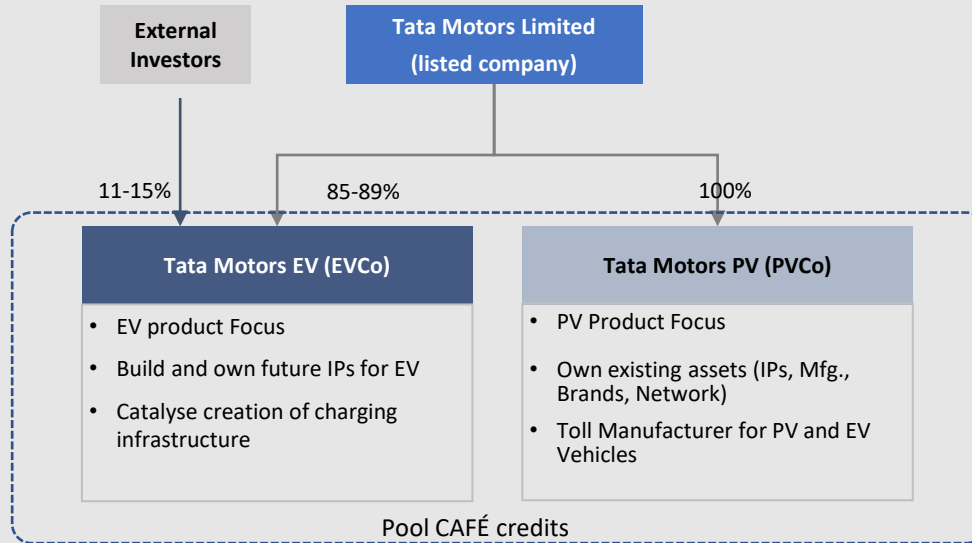 External
Investors
Tata Motors Limited
(listed company)
11-15%
85-89%
100%
Tata Motors EV (EVCo)
• EV product Focus
• Build and own future IPs for EV
• Catalyse creation of charging
infrastructure
Tata Motors PV (PVCo)
• PV Product Focus
• Own existing assets (IPs, Mfg.,
Brands, Network)
• Toll Manufacturer for PV and EV
Vehicles
Pool CAFÉ credits